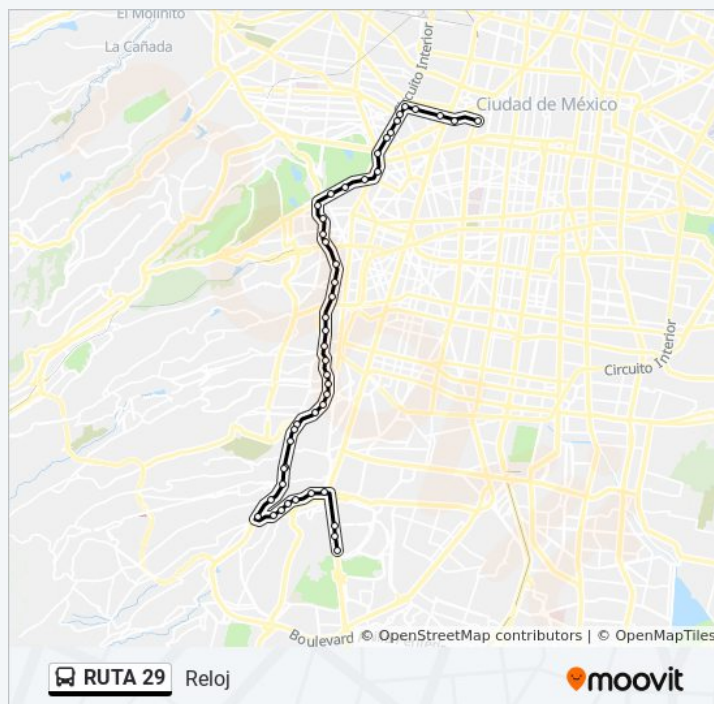 El Molinito
La Cañada
Circuito Interior
Ciudad de México
Circuito Interior
Boulevard
© OpenStreetMap contributors | © OpenMapTiles
RUTA 29 Reloj
moovit